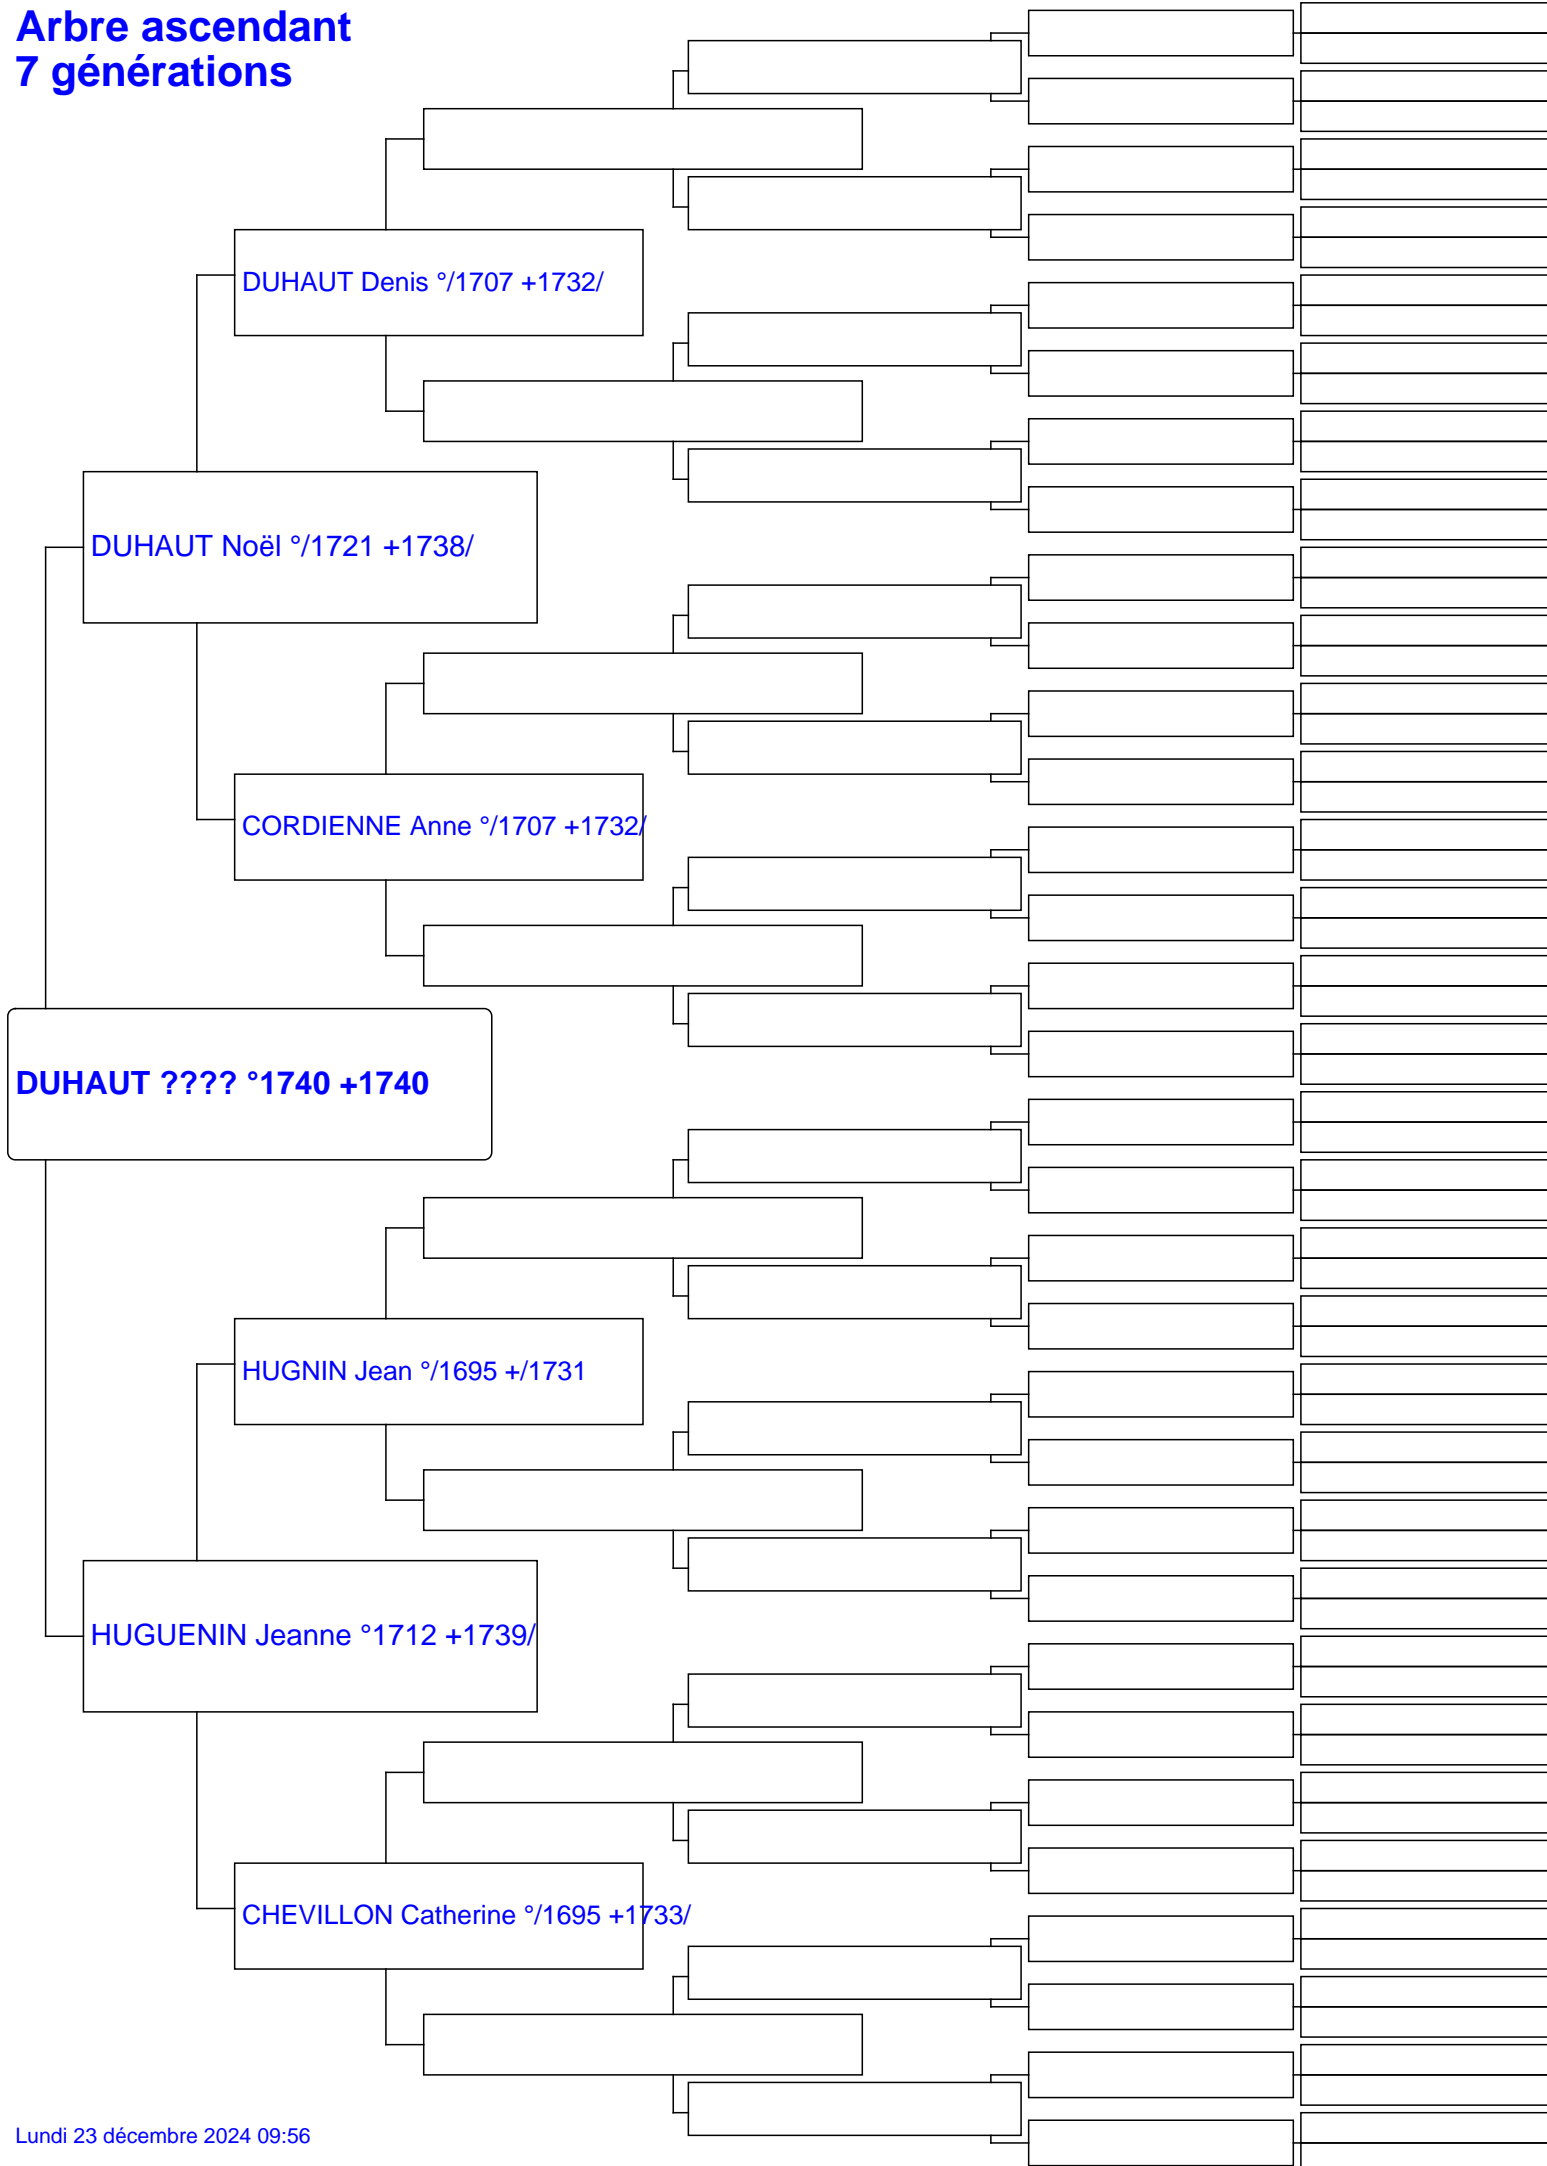 Arbre ascendant
7 générations
DUHAUT Denis °/1707 +1732/
DUHAUT Noël °/1721 +1738/
CORDIENNE Anne °/1707 +1732/
DUHAUT ???? °1740 +1740
HUGNIN Jean °/1695 +/1731
HUGUENIN Jeanne °1712 +1739/
CHEVILLON Catherine °/1695 +1733/
Lundi 23 décembre 2024 09:56